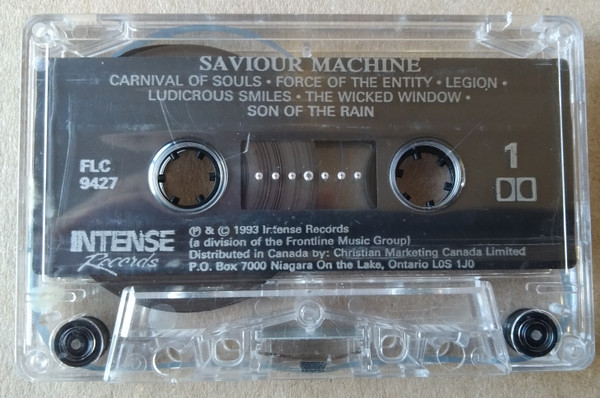 SAVIOUR MACHINE
CARNIVAL OF SOULS • FORCE OF THE ENTITY • LEGION •
LUDICROUS SMILES • THE WICKED WINDOW •
SON OF THE RAIN
FLC
9427
1
INTENSE
Records
℗ & © 1993 Intense Records
(a division of the Frontline Music Group)
Distributed in Canada by: Christian Marketing Canada Limited
P.O. Box 7000 Niagara On the Lake, Ontario L0S 1J0